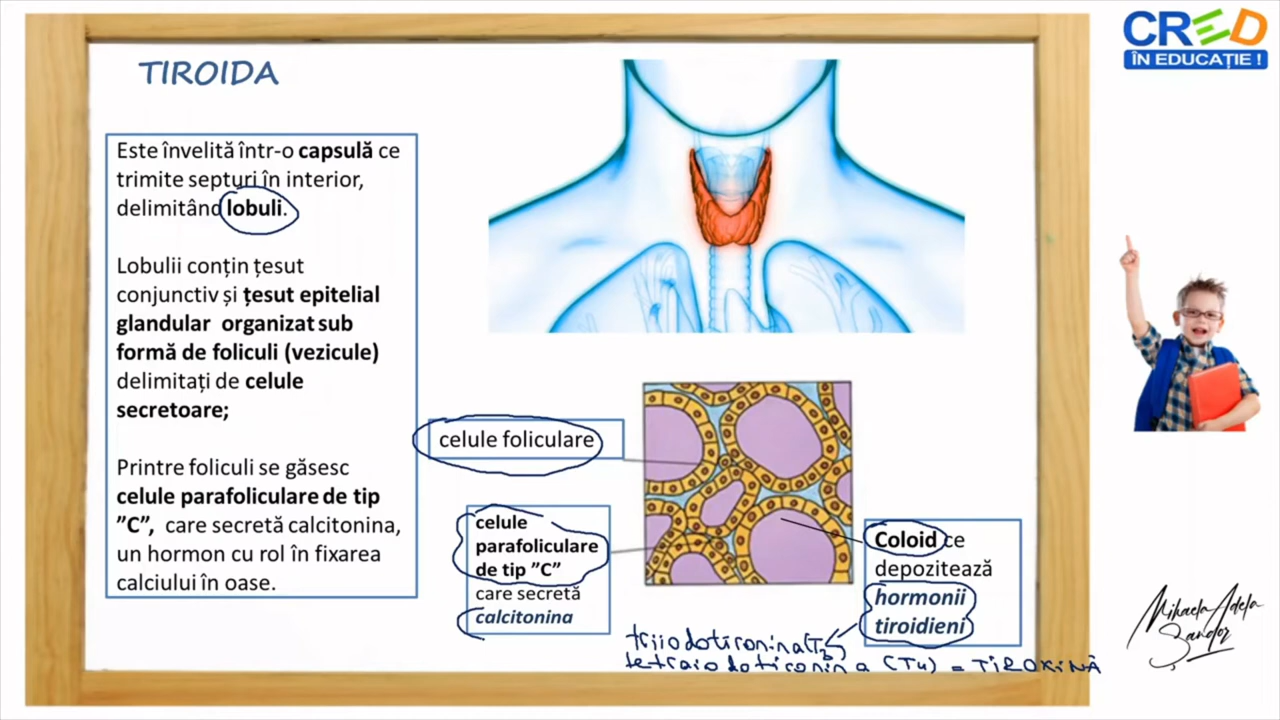 TIROIDA
CRED
ÎN EDUCAȚIE !
Este învelită într-o capsulă ce
trimite septuri în interior,
delimitând lobuli.
Lobulii conțin țesut
conjunctiv și țesut epitelial
glandular organizat sub
formă de foliculi (vezicule)
delimitați de celule
secretoare;
Printre foliculi se găsesc
celule parafoliculare de tip
”C”, care secretă calcitonina,
un hormon cu rol în fixarea
calciului în oase.
celule foliculare
celule
parafoliculare
de tip ”C”
care secretă
calcitonina
Coloid ce
depozitează
hormonii
tiroidieni
triiodotironina (T3)
tetraiodotironina (T4) = TIROXINĂ
Mihaela Adela
Șandor